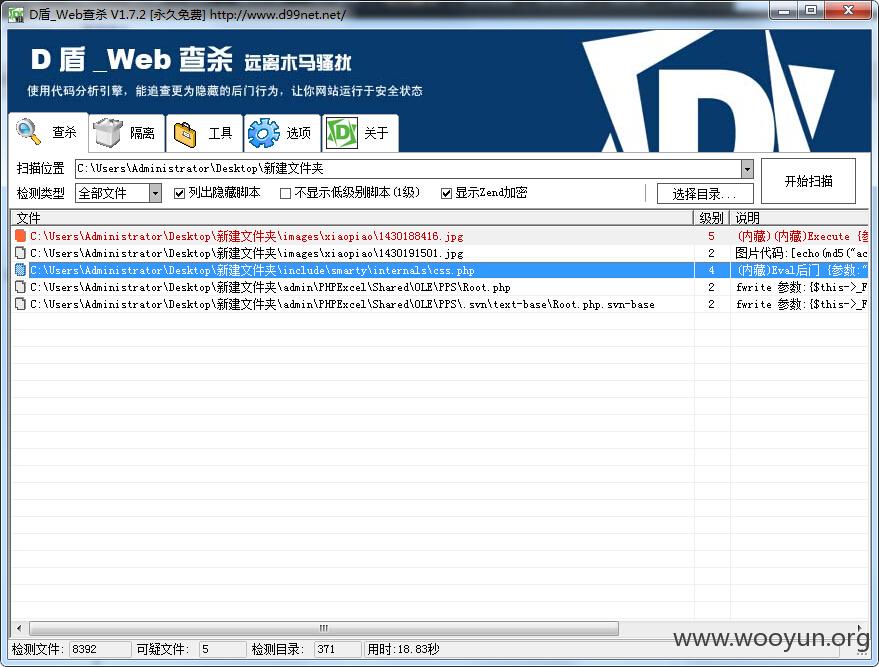 D盾_Web查杀 V1.7.2 [永久免费] http://www.d99net.net/
D 盾 _Web 查杀 远离木马骚扰
使用代码分析引擎，能追查更为隐藏的后门行为，让你网站运行于安全状态
查杀 隔离 工具 选项 关于
扫描位置 C:\Users\Administrator\Desktop\新建文件夹
开始扫描
检测类型 全部文件 列出隐藏脚本 不显示低级别脚本(1级) 显示Zend加密 选择目录...
文件 级别 说明
C:\Users\Administrator\Desktop\新建文件夹\images\xiaopiao\1430188416.jpg 5 (内藏)(内藏)Execute {参
C:\Users\Administrator\Desktop\新建文件夹\images\xiaopiao\1430191501.jpg 2 图片代码:[echo(md5("ac
C:\Users\Administrator\Desktop\新建文件夹\include\smarty\internals\css.php 4 (内藏)Eval后门 {参数:"
C:\Users\Administrator\Desktop\新建文件夹\admin\PHPExcel\Shared\OLE\PPS\Root.php 2 fwrite 参数:{$this->_F
C:\Users\Administrator\Desktop\新建文件夹\admin\PHPExcel\Shared\OLE\PPS\.svn\text-base\Root.php.svn-base 2 fwrite 参数:{$this->_F
www.wooyun.org
检测文件: 8392 可疑文件: 5 检测目录: 371 用时:18.83秒